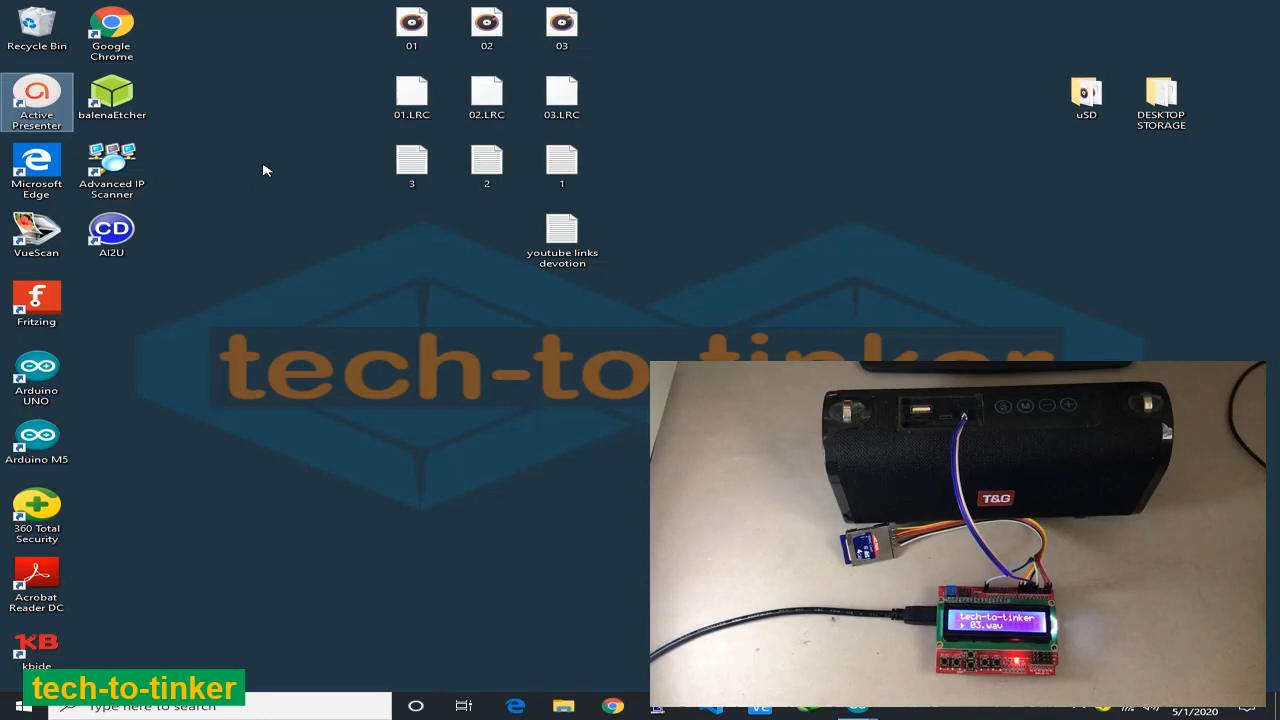 Recycle Bin
Google
Chrome
01
02
03
Active
Presenter
balenaEtcher
01.LRC
02.LRC
03.LRC
uSD
DESKTOP
STORAGE
Microsoft
Edge
Advanced IP
Scanner
3
2
1
VueScan
CD
AI2U
youtube links
devotion
Fritzing
tech-to-tinker
Arduino
UNO
Arduino M5
T&G
360 Total
Security
Acrobat
Reader DC
tech-to-tinker
03.wav
KB
kbide
tech-to-tinker
Type here to search
5/1/2020